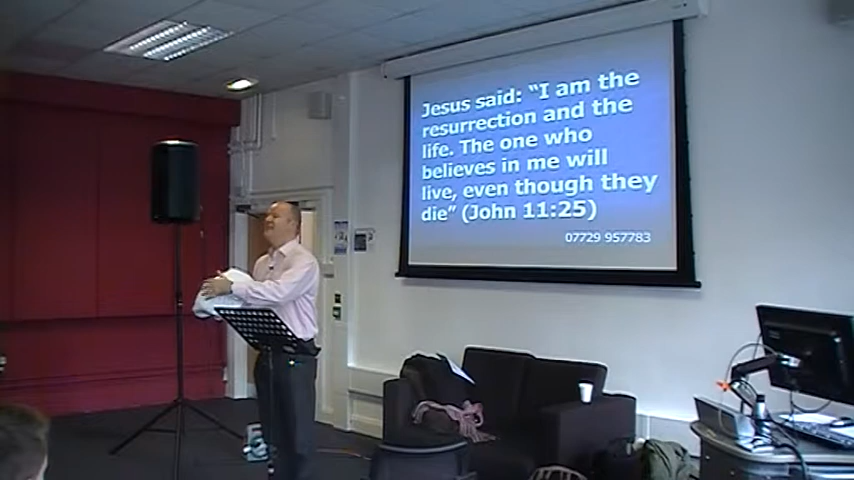 Jesus said: “I am the
resurrection and the
life. The one who
believes in me will
live, even though they
die” (John 11:25)
07729 957783